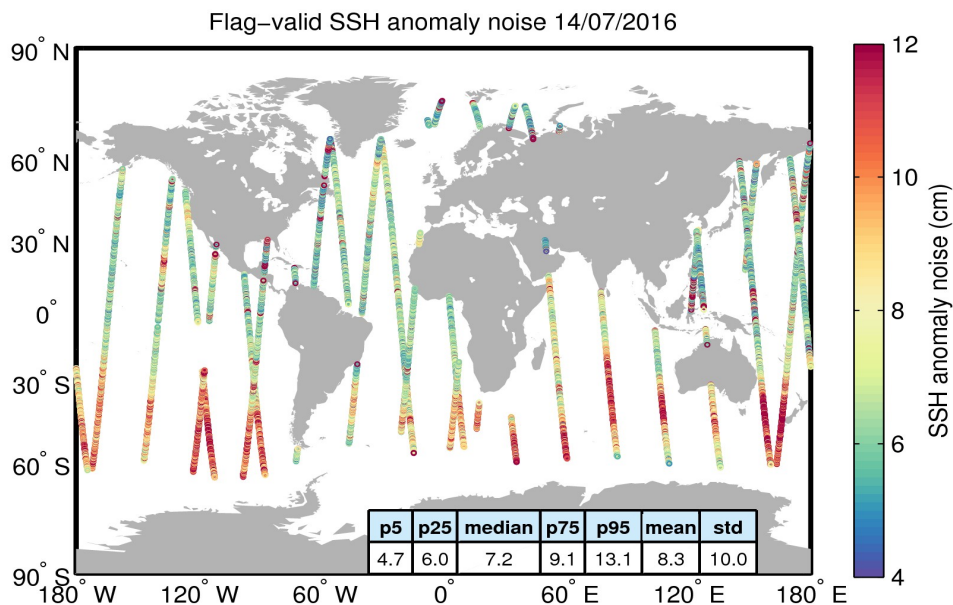 Flag−valid SSH anomaly noise 14/07/2016
90° N
60° N
30° N
0°
30° S
60° S
90° S
180° W 120° W 60° W 0° 60° E 120° E 180° E
p5 p25 median p75 p95 mean std
4.7 6.0 7.2 9.1 13.1 8.3 10.0
12
10
8
6
4
SSH anomaly noise (cm)